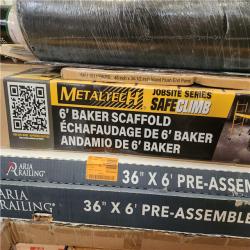 METALTECH
JOBSITE SERIES
SAFECLIMB
6' BAKER SCAFFOLD
ÉCHAFAUDAGE DE 6' BAKER
ANDAMIO DE 6' BAKER
ARIA
RAILING
36" X 6' PRE-ASSEMB
ARIA
RAILING
36" X 6' PRE-ASSEMBLE